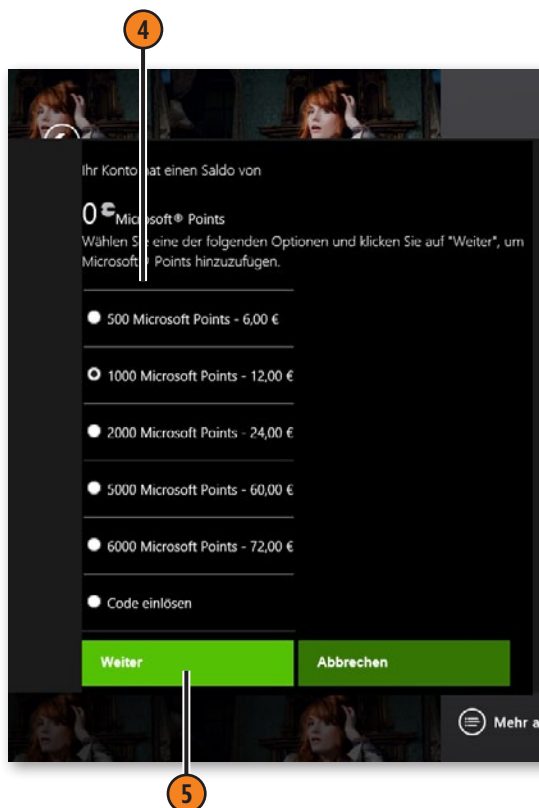 4
Ihr Konto hat einen Saldo von
0 Microsoft® Points
Wählen Sie eine der folgenden Optionen und klicken Sie auf "Weiter", um
Microsoft® Points hinzuzufugen.
500 Microsoft Points - 6,00 €
1000 Microsoft Points - 12,00 €
2000 Microsoft Points - 24,00 €
5000 Microsoft Points - 60,00 €
6000 Microsoft Points - 72,00 €
Code einlösen
Weiter Abbrechen
Mehr a
5